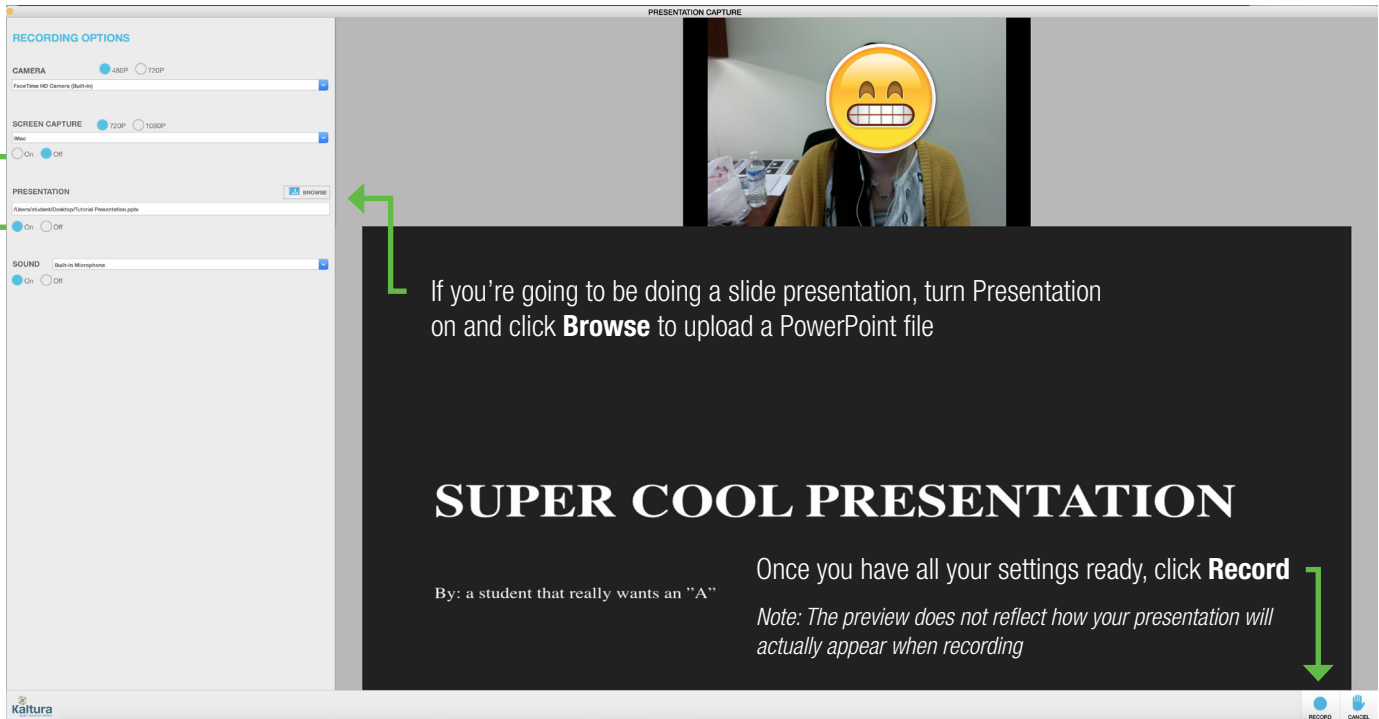 PRESENTATION CAPTURE
RECORDING OPTIONS
CAMERA 480P 720P
FaceTime HD Camera (Built-in)
SCREEN CAPTURE 720P 1080P
iMac
On Off
PRESENTATION BROWSE
/Users/student/Desktop/Tutorial Presentation.pptx
On Off
SOUND Built-in Microphone
On Off
If you’re going to be doing a slide presentation, turn Presentation
on and click Browse to upload a PowerPoint file
SUPER COOL PRESENTATION
By: a student that really wants an ”A”
Once you have all your settings ready, click Record
Note: The preview does not reflect how your presentation will
actually appear when recording
Kaltura
RECORD CANCEL